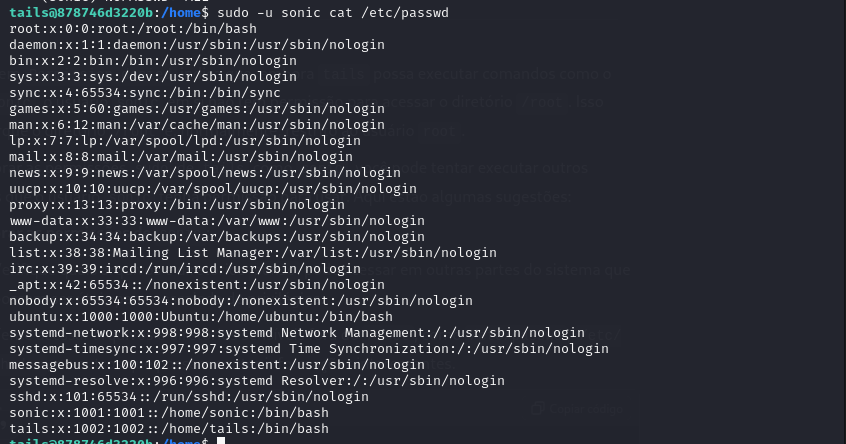 tails@878746d3220b:/home$ sudo -u sonic cat /etc/passwd
root:x:0:0:root:/root:/bin/bash
daemon:x:1:1:daemon:/usr/sbin:/usr/sbin/nologin
bin:x:2:2:bin:/bin:/usr/sbin/nologin
sys:x:3:3:sys:/dev:/usr/sbin/nologin
sync:x:4:65534:sync:/bin:/bin/sync
games:x:5:60:games:/usr/games:/usr/sbin/nologin
man:x:6:12:man:/var/cache/man:/usr/sbin/nologin
lp:x:7:7:lp:/var/spool/lpd:/usr/sbin/nologin
mail:x:8:8:mail:/var/mail:/usr/sbin/nologin
news:x:9:9:news:/var/spool/news:/usr/sbin/nologin
uucp:x:10:10:uucp:/var/spool/uucp:/usr/sbin/nologin
proxy:x:13:13:proxy:/bin:/usr/sbin/nologin
www-data:x:33:33:www-data:/var/www:/usr/sbin/nologin
backup:x:34:34:backup:/var/backups:/usr/sbin/nologin
list:x:38:38:Mailing List Manager:/var/list:/usr/sbin/nologin
irc:x:39:39:ircd:/run/ircd:/usr/sbin/nologin
_apt:x:42:65534::/nonexistent:/usr/sbin/nologin
nobody:x:65534:65534:nobody:/nonexistent:/usr/sbin/nologin
ubuntu:x:1000:1000:Ubuntu:/home/ubuntu:/bin/bash
systemd-network:x:998:998:systemd Network Management:/:/usr/sbin/nologin
systemd-timesync:x:997:997:systemd Time Synchronization:/:/usr/sbin/nologin
messagebus:x:100:102::/nonexistent:/usr/sbin/nologin
systemd-resolve:x:996:996:systemd Resolver:/:/usr/sbin/nologin
sshd:x:101:65534::/run/sshd:/usr/sbin/nologin
sonic:x:1001:1001::/home/sonic:/bin/bash
tails:x:1002:1002::/home/tails:/bin/bash
tails@878746d3220b:/home$